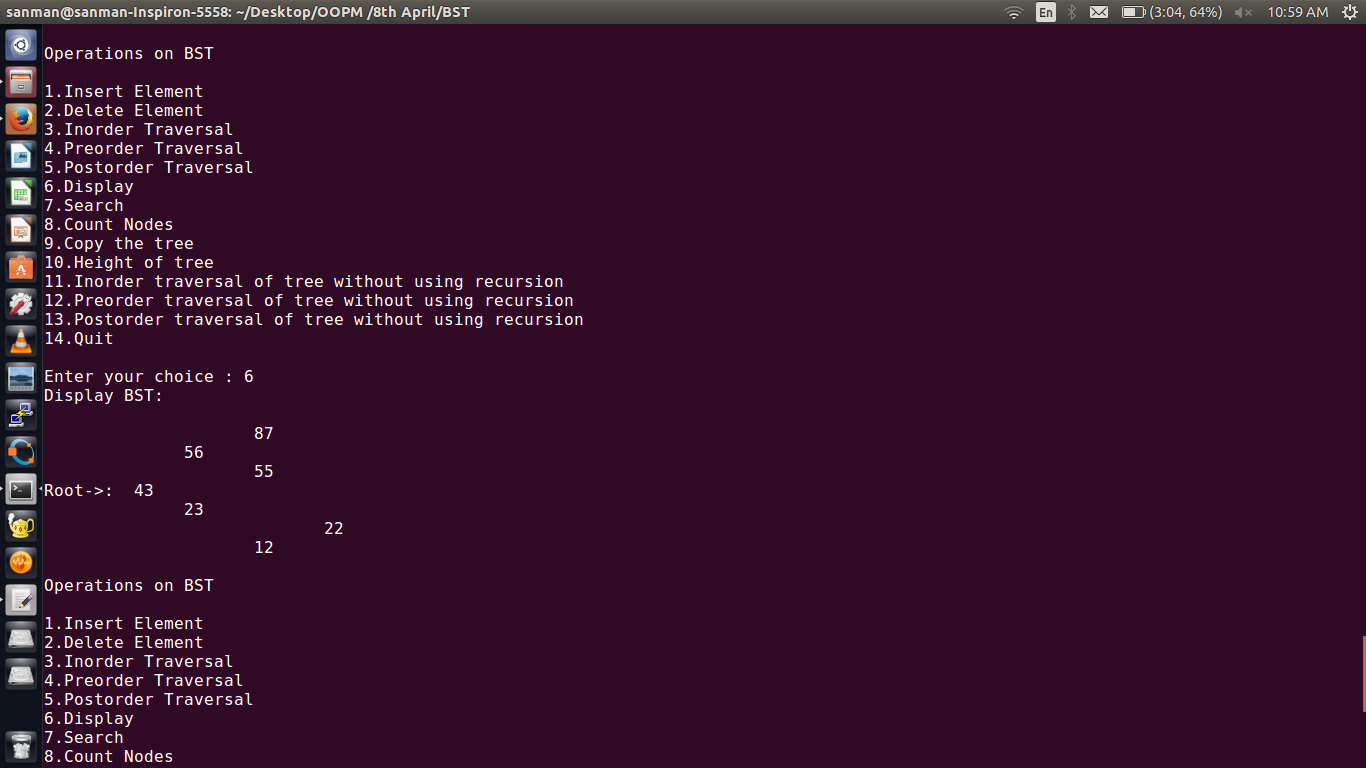 sanman@sanman-Inspiron-5558: ~/Desktop/OOPM /8th April/BST
En
(3:04, 64%)
10:59 AM
Operations on BST
1.Insert Element
2.Delete Element
3.Inorder Traversal
4.Preorder Traversal
5.Postorder Traversal
6.Display
7.Search
8.Count Nodes
9.Copy the tree
10.Height of tree
11.Inorder traversal of tree without using recursion
12.Preorder traversal of tree without using recursion
13.Postorder traversal of tree without using recursion
14.Quit
Enter your choice : 6
Display BST:
87
56
55
Root->:  43
23
22
12
Operations on BST
1.Insert Element
2.Delete Element
3.Inorder Traversal
4.Preorder Traversal
5.Postorder Traversal
6.Display
7.Search
8.Count Nodes